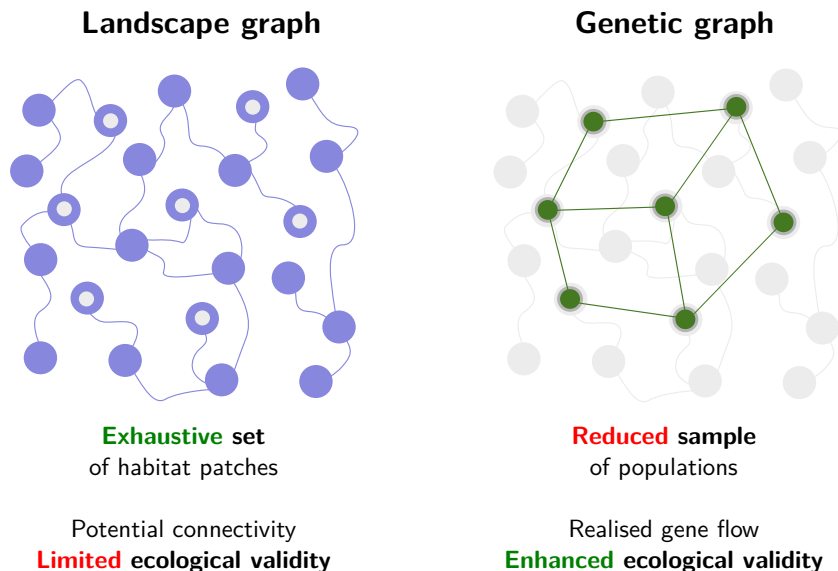 Landscape graph
Exhaustive set
of habitat patches
Potential connectivity
Limited ecological validity
Genetic graph
Reduced sample
of populations
Realised gene flow
Enhanced ecological validity